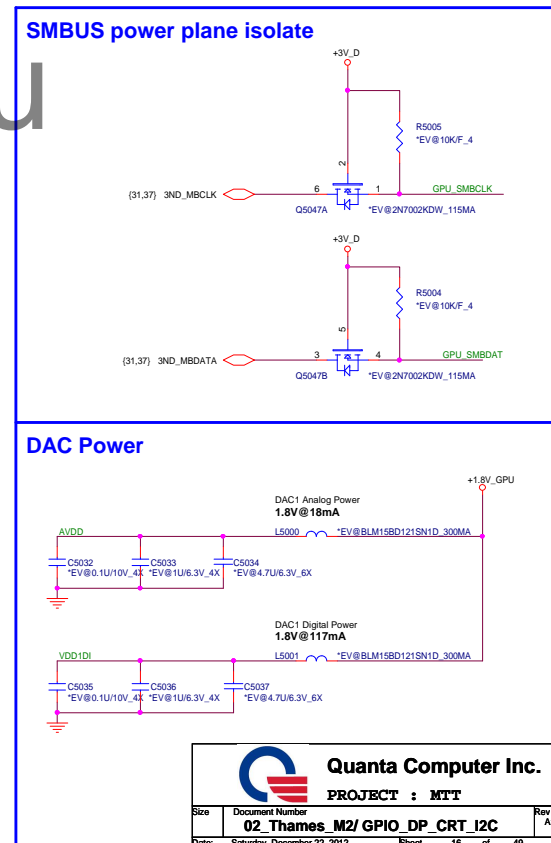 SMBUS power plane isolate
u
+3V_D
R5005
*EV@10K/F_4
2
{31,37} 3ND_MBCLK 6 1 GPU_SMBCLK
Q5047A *EV@2N7002KDW_115MA
+3V_D
R5004
*EV@10K/F_4
5
{31,37} 3ND_MBDATA 3 4 GPU_SMBDAT
Q5047B *EV@2N7002KDW_115MA
DAC Power
+1.8V_GPU
DAC1 Analog Power
1.8V@18mA
AVDD L5000 *EV@BLM15BD121SN1D_300MA
C5032 C5033 C5034
*EV@0.1U/10V_4X *EV@1U/6.3V_4X *EV@4.7U/6.3V_6X
DAC1 Digital Power
1.8V@117mA
VDD1DI L5001 *EV@BLM15BD121SN1D_300MA
C5035 C5036 C5037
*EV@0.1U/10V_4X *EV@1U/6.3V_4X *EV@4.7U/6.3V_6X
Quanta Computer Inc.
PROJECT : MTT
Size Document Number Rev
02_Thames_M2/ GPIO_DP_CRT_I2C A
Date: Saturday, December 22, 2012 Sheet 16 of 49